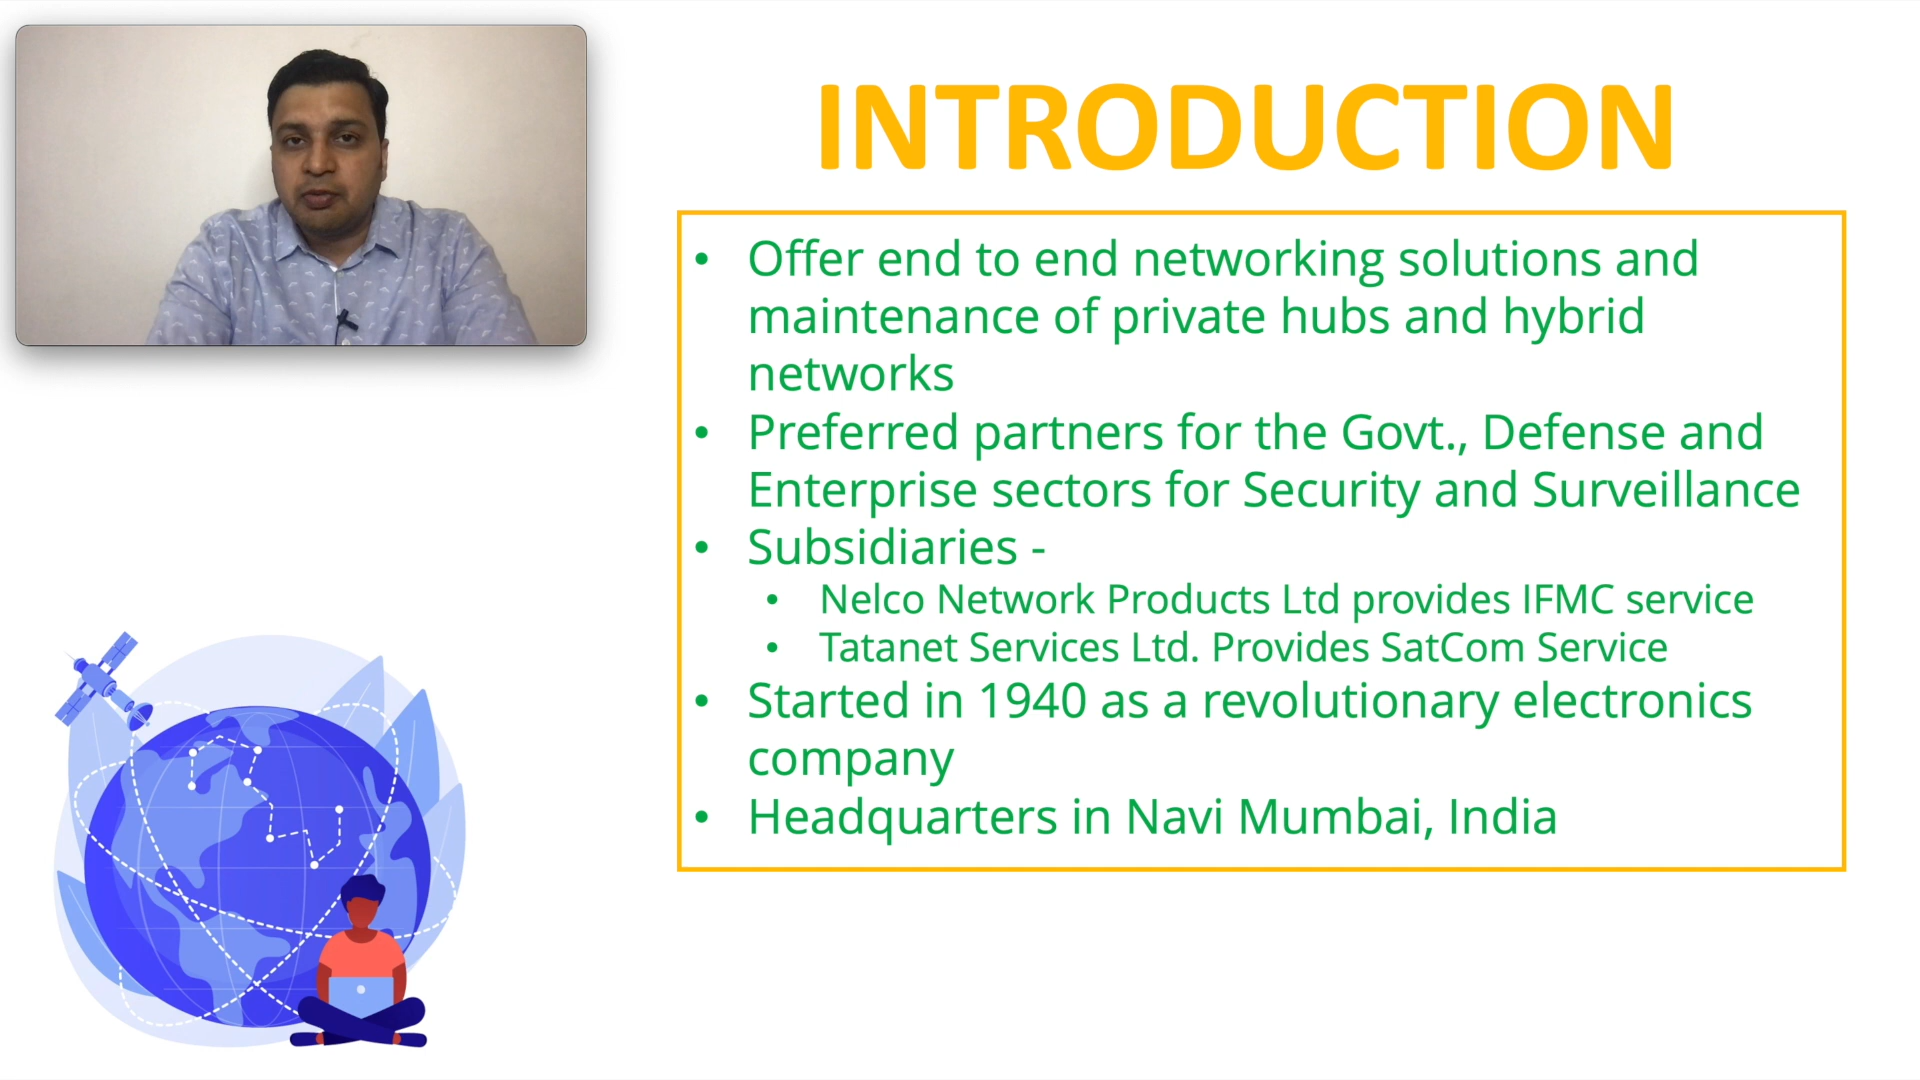 INTRODUCTION
• Offer end to end networking solutions and
maintenance of private hubs and hybrid
networks
• Preferred partners for the Govt., Defense and
Enterprise sectors for Security and Surveillance
• Subsidiaries -
• Nelco Network Products Ltd provides IFMC service
• Tatanet Services Ltd. Provides SatCom Service
• Started in 1940 as a revolutionary electronics
company
• Headquarters in Navi Mumbai, India